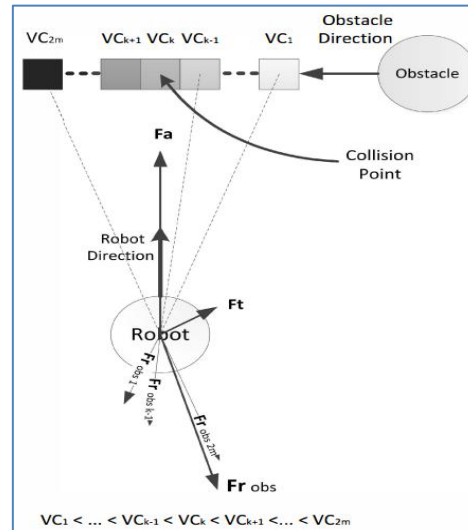 Obstacle
Direction
VC2m
VCk+1
VCk
VCk-1
VC1
Obstacle
Fa
Collision
Point
Robot
Direction
Ft
Robot
Fr obs 1
Fr obs k-1
Fr obs 2m
Fr obs
VC1 < ... < VCk-1 < VCk < VCk+1 <... < VC2m